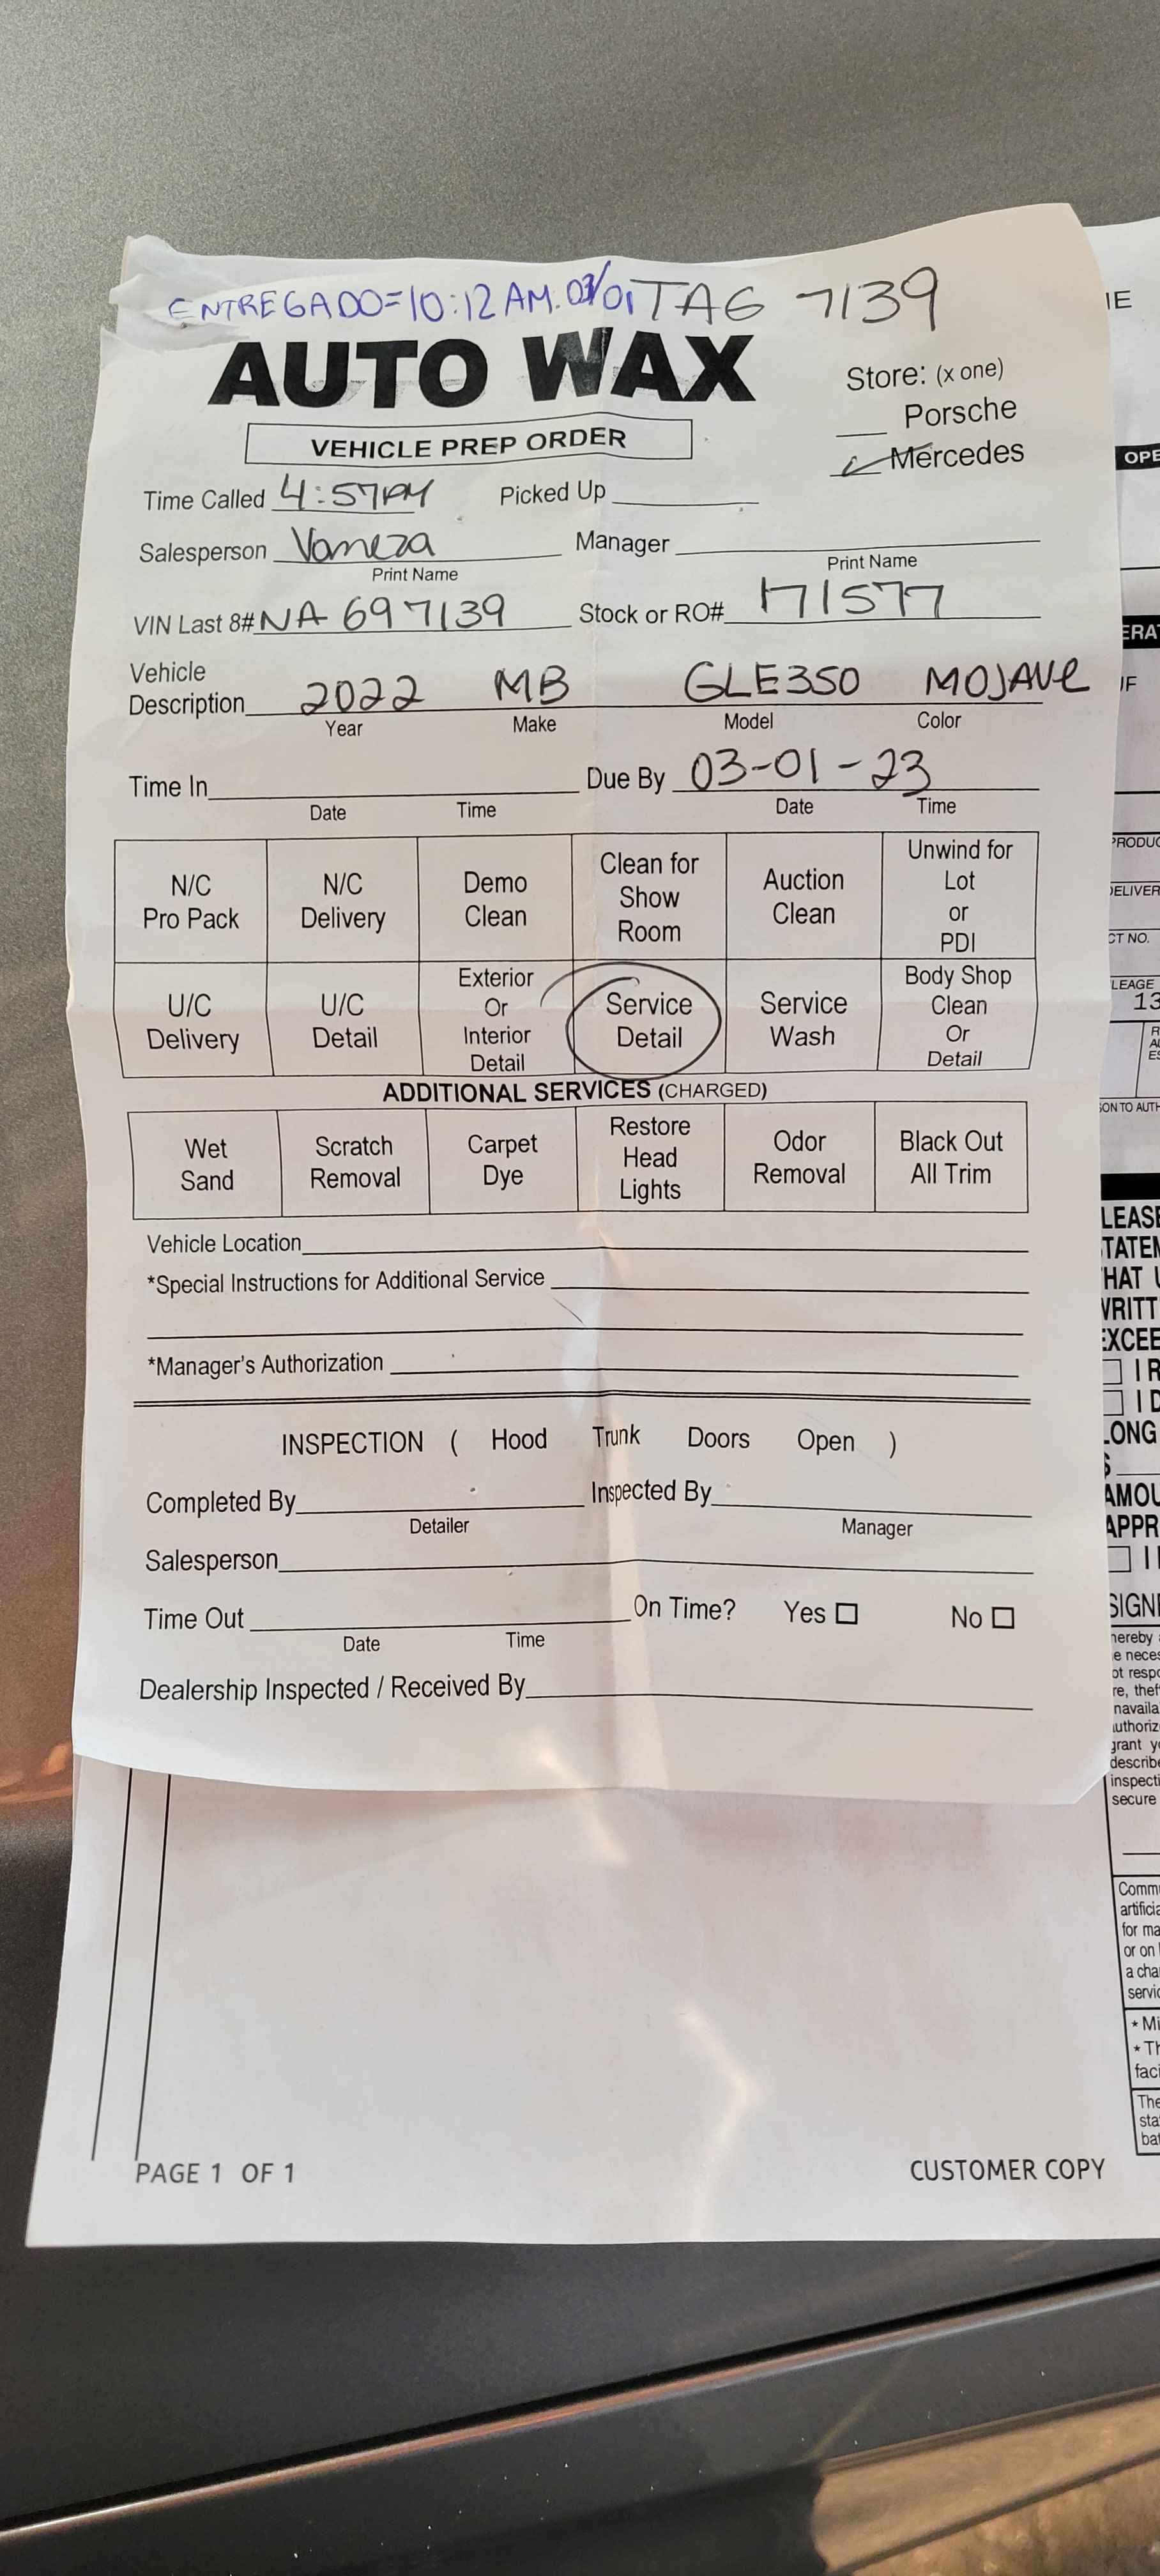 ENTREGADO=10:12 AM. 03/01 TAG 7139
AUTO WAX
Store: (x one)
Porsche
VEHICLE PREP ORDER
Mercedes
Time Called 4:57PM Picked Up
Salesperson Vaneza Manager
Print Name Print Name
VIN Last 8# NA697139 Stock or RO# 171577
Vehicle
Description 2022 MB GLE350 MOJAVE
Year Make Model Color
Time In Due By 03-01-23
Date Time Date Time
N/C Pro Pack N/C Delivery Demo Clean Clean for Show Room Auction Clean Unwind for Lot or PDI
U/C Delivery U/C Detail Exterior Or Interior Detail Service Detail Service Wash Body Shop Clean Or Detail
ADDITIONAL SERVICES (CHARGED)
Wet Sand Scratch Removal Carpet Dye Restore Head Lights Odor Removal Black Out All Trim
Vehicle Location
*Special Instructions for Additional Service
*Manager's Authorization
INSPECTION ( Hood Trunk Doors Open )
Completed By Inspected By
Detailer Manager
Salesperson
Time Out On Time? Yes No
Date Time
Dealership Inspected / Received By
PAGE 1 OF 1 CUSTOMER COPY